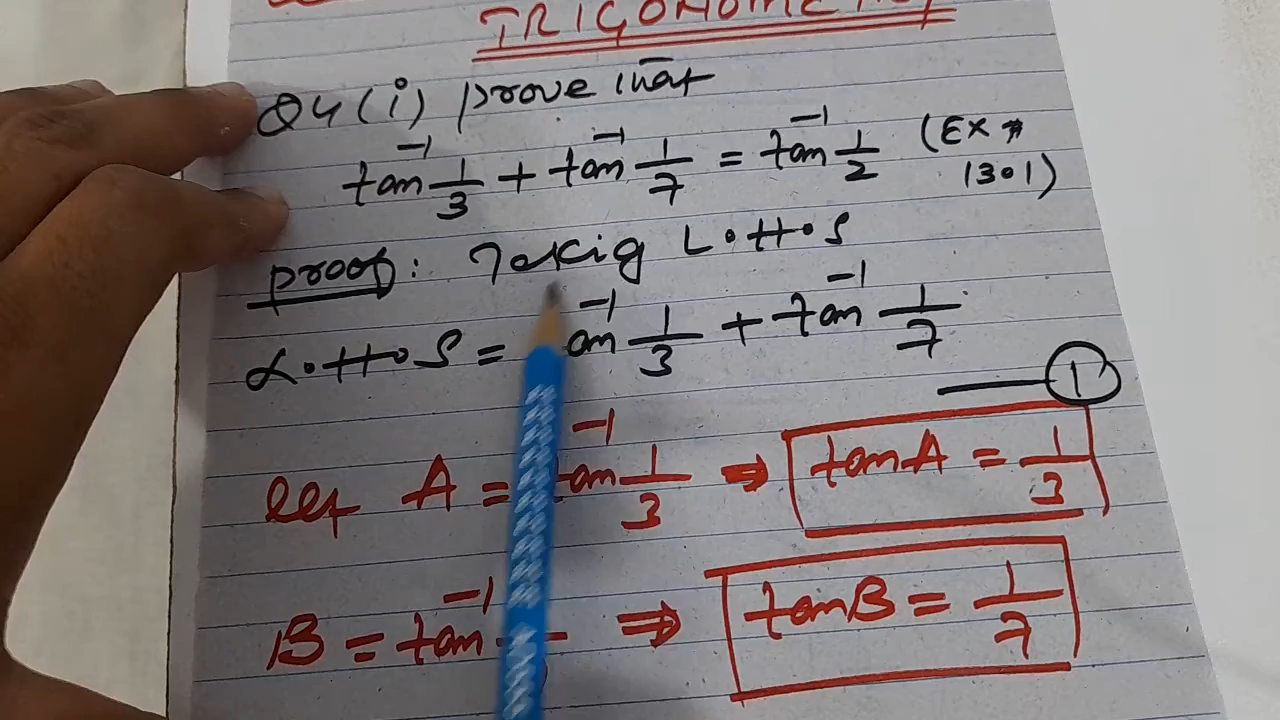 TRIGONOMETRY
Q4(i) prove that
tan⁻¹ 1/3 + tan⁻¹ 1/7 = tan⁻¹ 1/2 (EX 13.1)
proof: Takig L.H.S
L.H.S = tan⁻¹ 1/3 + tan⁻¹ 1/7
①
let A = tan⁻¹ 1/3 ⇒ tanA = 1/3
B = tan⁻¹ ⇒ tanB = 1/7